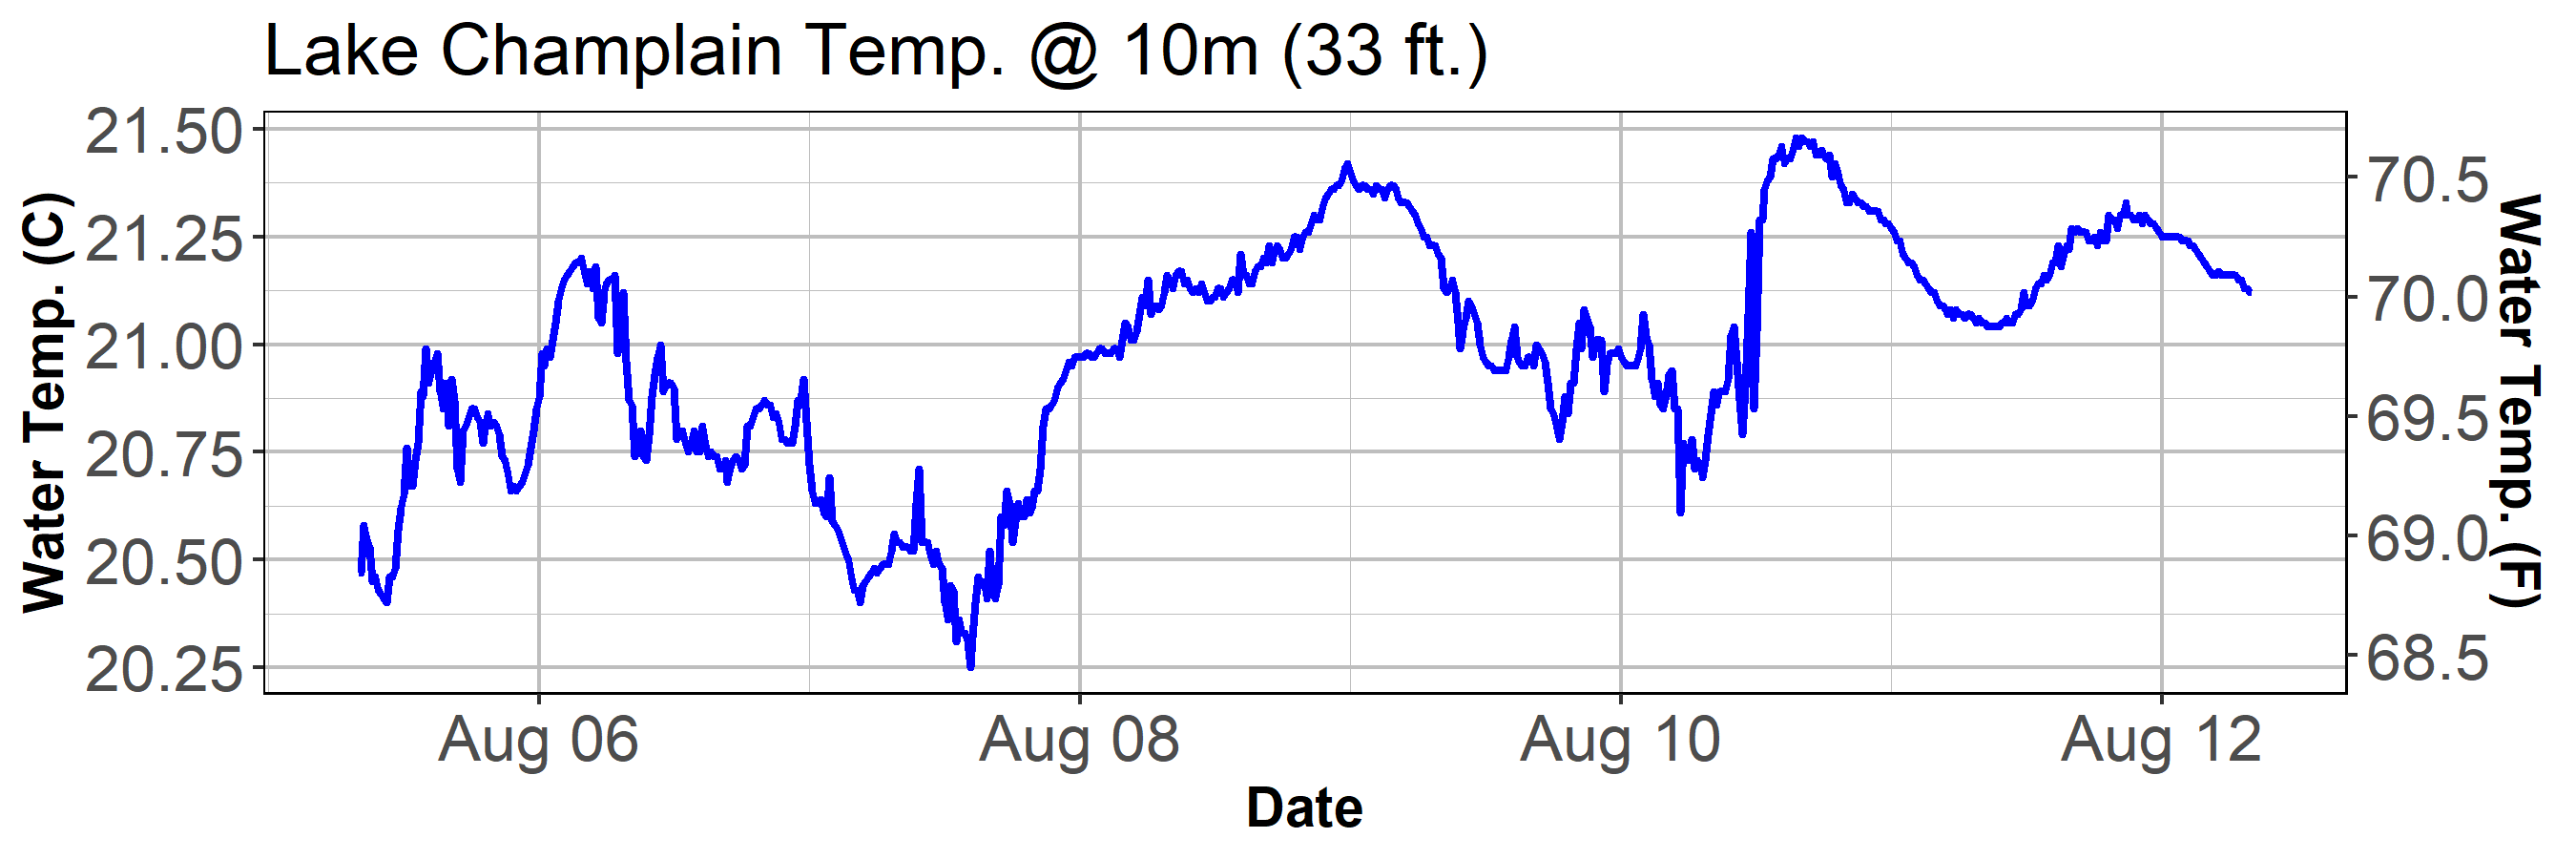 Lake Champlain Temp. @ 10m (33 ft.)
Water Temp. (C)
21.50
21.25
21.00
20.75
20.50
20.25
70.5
70.0
69.5
69.0
68.5
Water Temp. (F)
Aug 06 Aug 08 Aug 10 Aug 12
Date